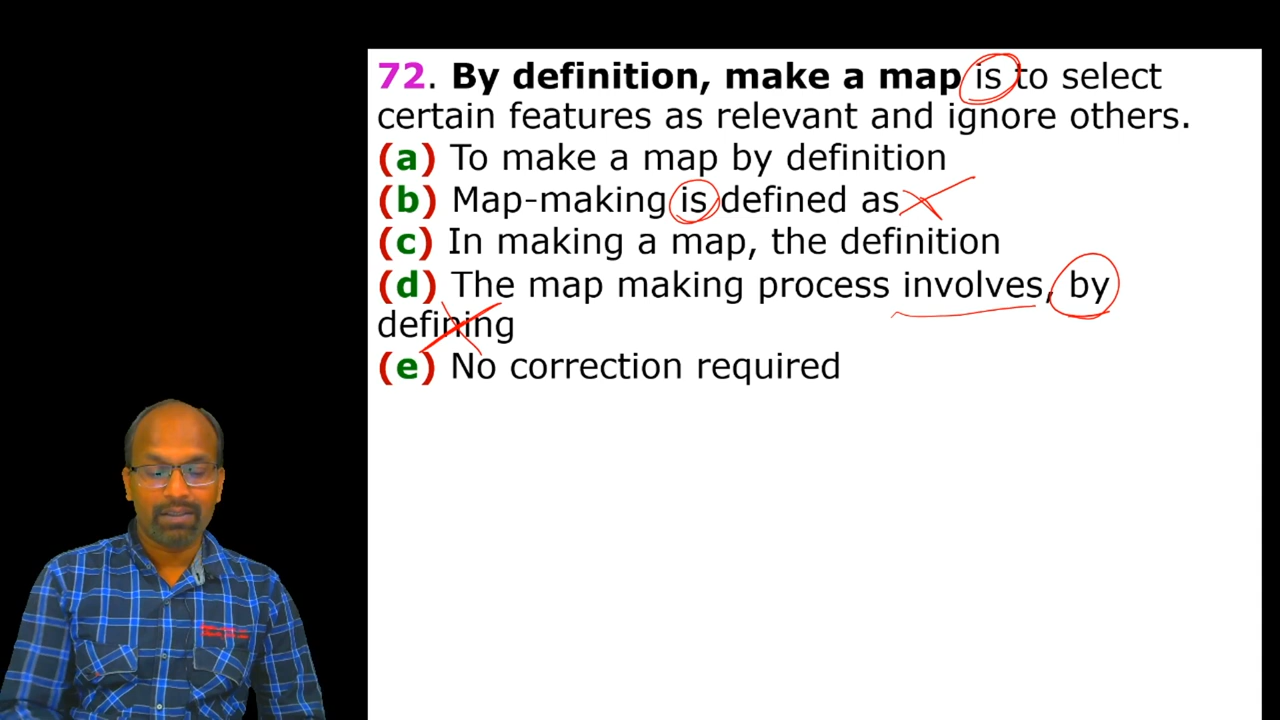 72. By definition, make a map is to select
certain features as relevant and ignore others.
(a) To make a map by definition
(b) Map-making is defined as
(c) In making a map, the definition
(d) The map making process involves, by
defining
(e) No correction required